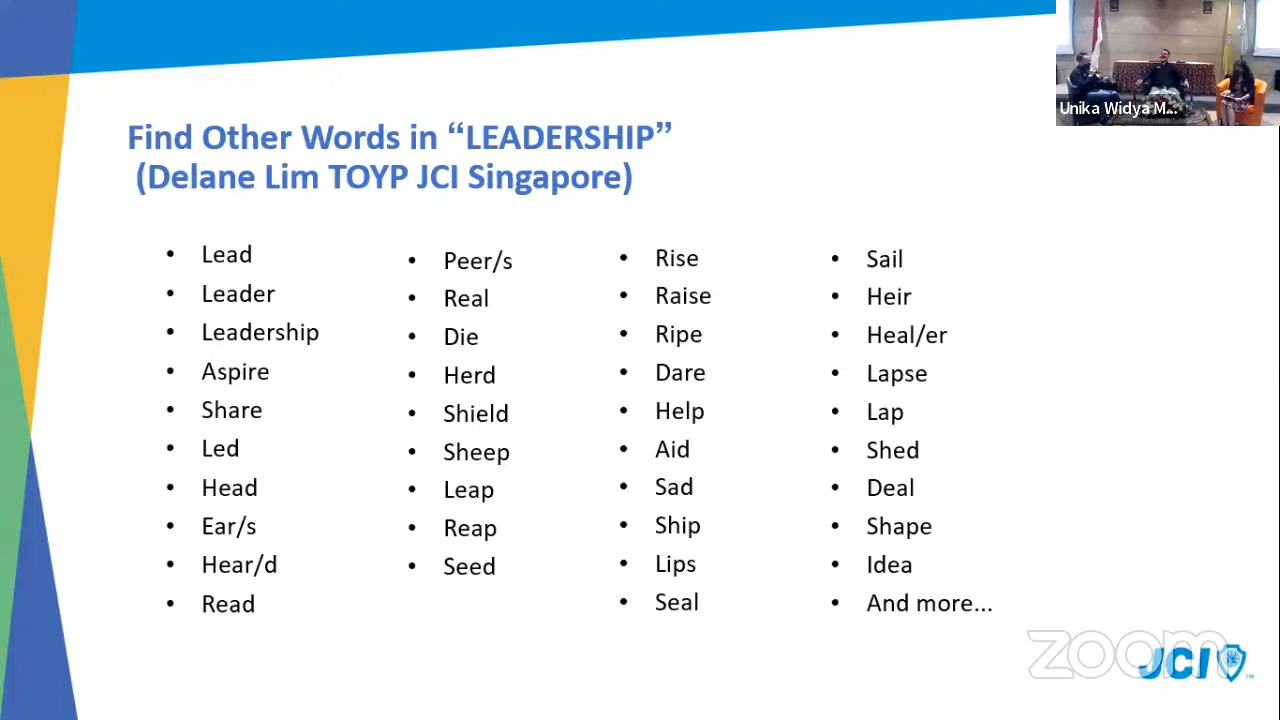 Unika Widya M...
Find Other Words in “LEADERSHIP”
(Delane Lim TOYP JCI Singapore)
• Lead
• Leader
• Leadership
• Aspire
• Share
• Led
• Head
• Ear/s
• Hear/d
• Read
• Peer/s
• Real
• Die
• Herd
• Shield
• Sheep
• Leap
• Reap
• Seed
• Rise
• Raise
• Ripe
• Dare
• Help
• Aid
• Sad
• Ship
• Lips
• Seal
• Sail
• Heir
• Heal/er
• Lapse
• Lap
• Shed
• Deal
• Shape
• Idea
• And more...
zoom
JCI
TM